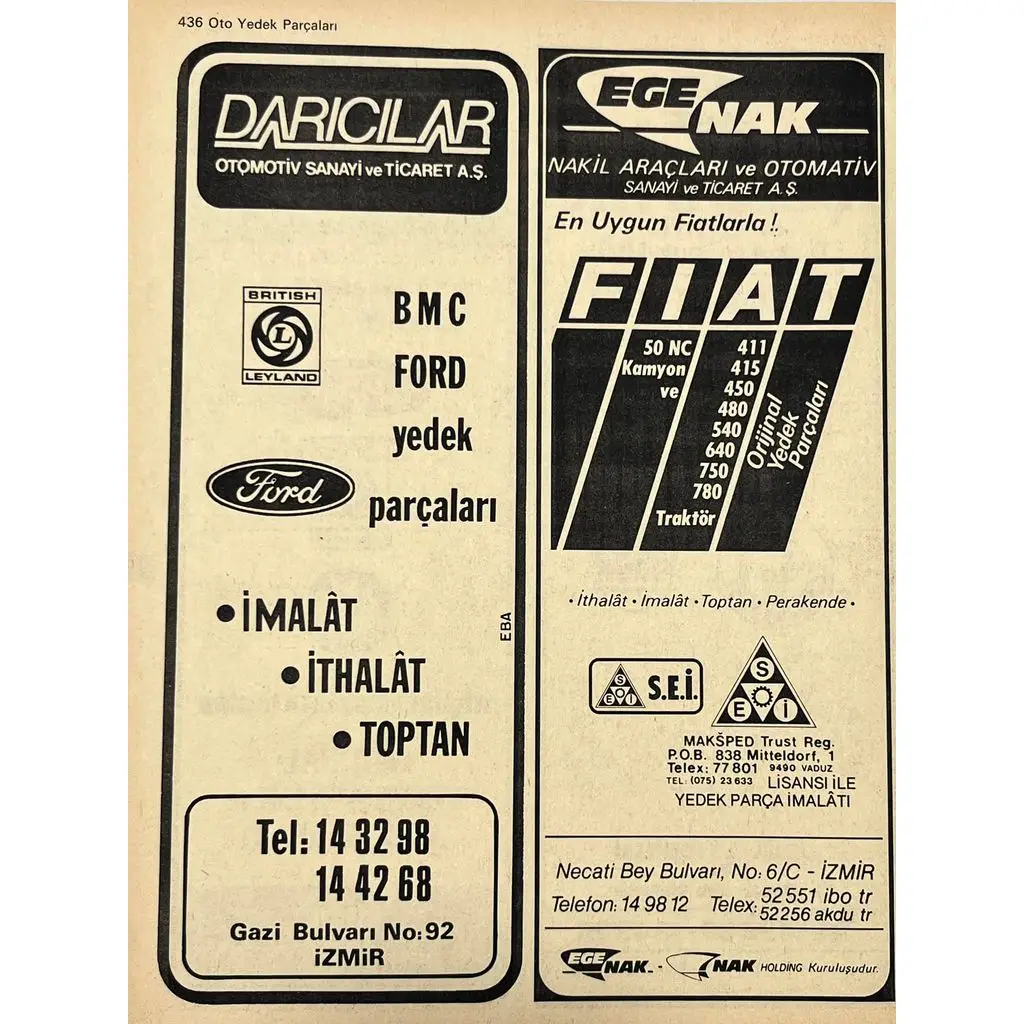 436 Oto Yedek Parçaları
DARICILAR
OTOMOTİV SANAYİ ve TİCARET A.Ş.
BRITISH
L
LEYLAND
BMC
FORD
yedek
Ford
parçaları
• İMALÂT
• İTHALÂT
• TOPTAN
EBA
Tel: 14 32 98
14 42 68
Gazi Bulvarı No: 92
İZMİR
EGE NAK
NAKİL ARAÇLARI ve OTOMATİV
SANAYİ ve TİCARET A.Ş.
En Uygun Fiatlarla!.
FIAT
50 NC
Kamyon
ve
411
415
450
480
540
640
750
780
Traktör
Orijinal
Yedek
Parçaları
• İthalât • İmalât • Toptan • Perakende •
S E İ
S.E.İ.
S
E İ
MAKŠPED Trust Reg.
P.O.B. 838 Mitteldorf, 1
Telex: 77 801 9490 VADUZ
TEL: (075) 23 633 LİSANSI İLE
YEDEK PARÇA İMALÂTI
Necati Bey Bulvarı, No: 6/C - İZMİR
Telefon: 14 98 12 Telex: 52 551 ibo tr
52 256 akdu tr
EGE NAK - NAK HOLDING Kuruluşudur.